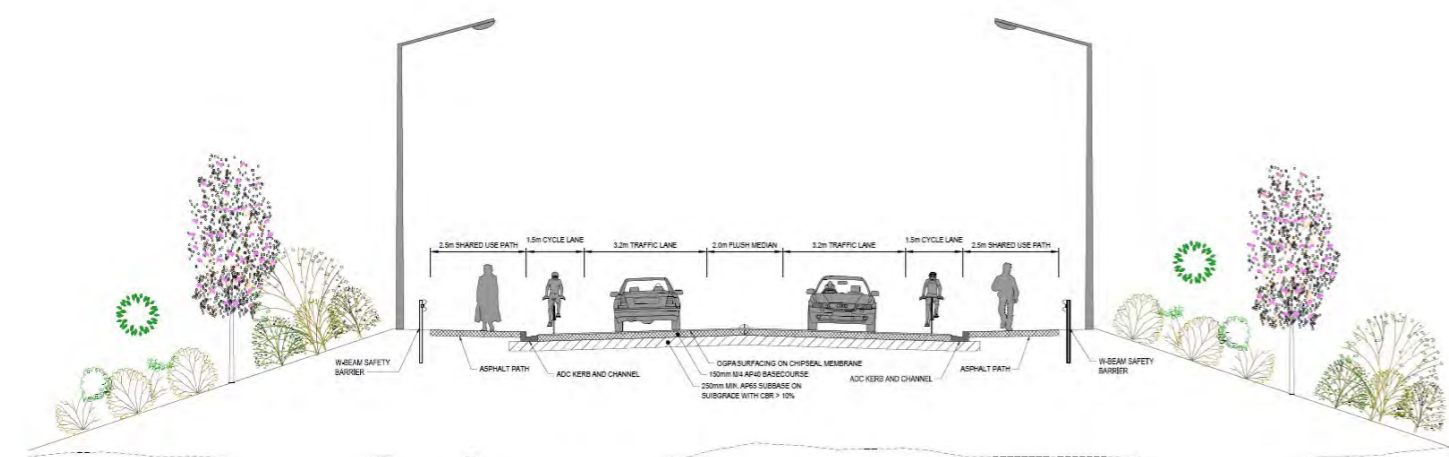 2.5m SHARED USE PATH
1.5m CYCLE LANE
3.2m TRAFFIC LANE
2.0m FLUSH MEDIAN
3.2m TRAFFIC LANE
1.5m CYCLE LANE
2.5m SHARED USE PATH
W-BEAM SAFETY
BARRIER
ASPHALT PATH
ADC KERB AND CHANNEL
OGPA SURFACING ON CHIPSEAL MEMBRANE
150mm M/4 AP40 BASECOURSE
250mm MIN. AP65 SUBBASE ON
SUBGRADE WITH CBR > 10%
ADC KERB AND CHANNEL
ASPHALT PATH
W-BEAM SAFETY
BARRIER